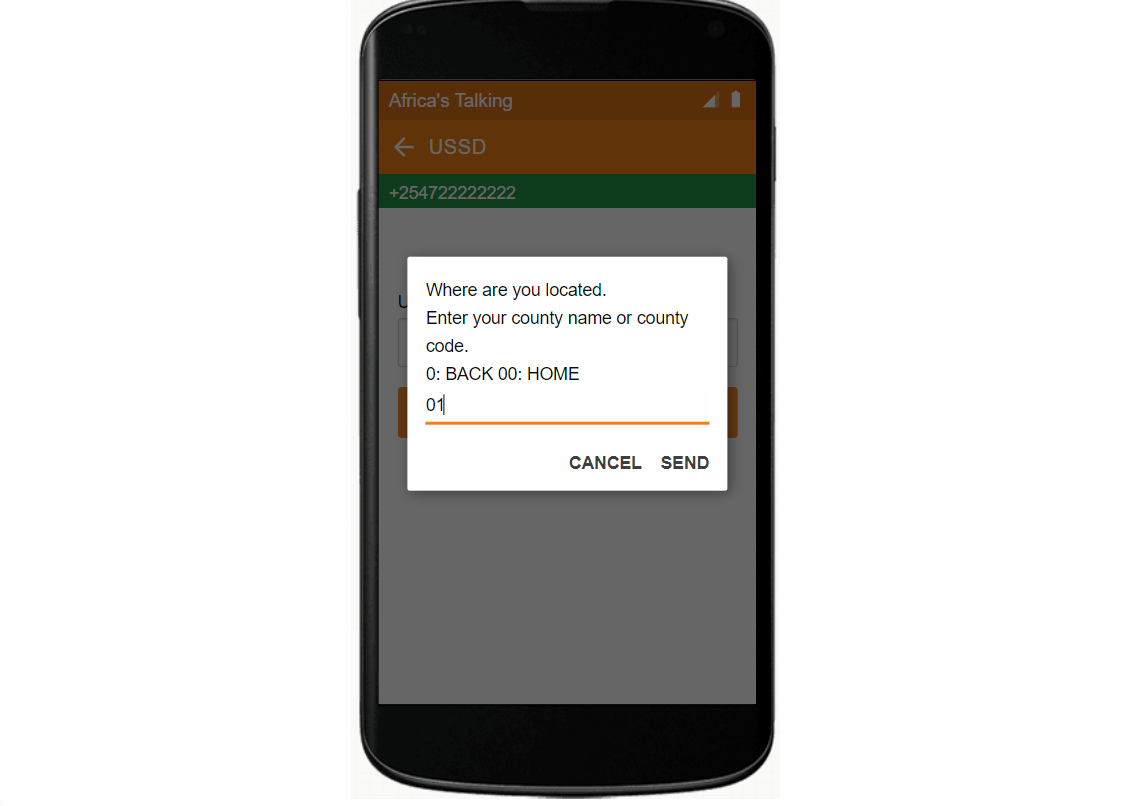 Africa's Talking
USSD
+254722222222
Where are you located.
Enter your county name or county
code.
0: BACK 00: HOME
01
CANCEL SEND